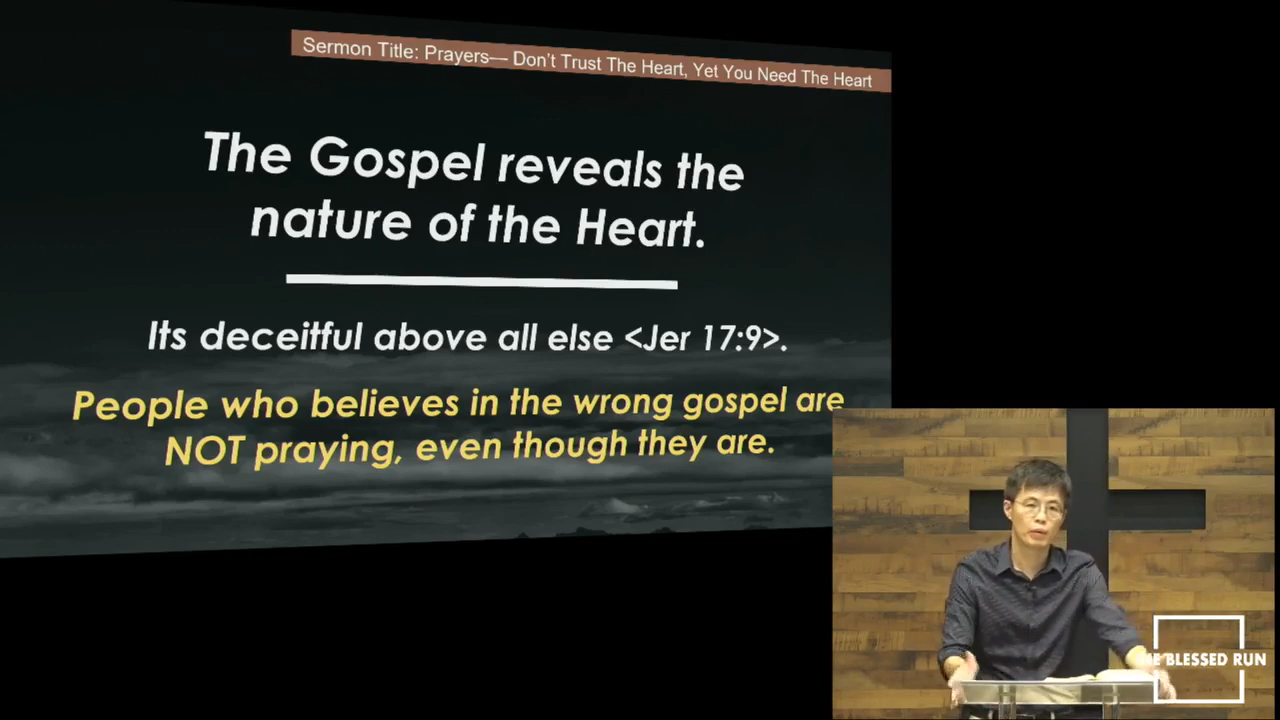 Sermon Title: Prayers— Don't Trust The Heart, Yet You Need The Heart
The Gospel reveals the
nature of the Heart.
Its deceitful above all else <Jer 17:9>.
People who believes in the wrong gospel are
NOT praying, even though they are.
BLESSED RUN